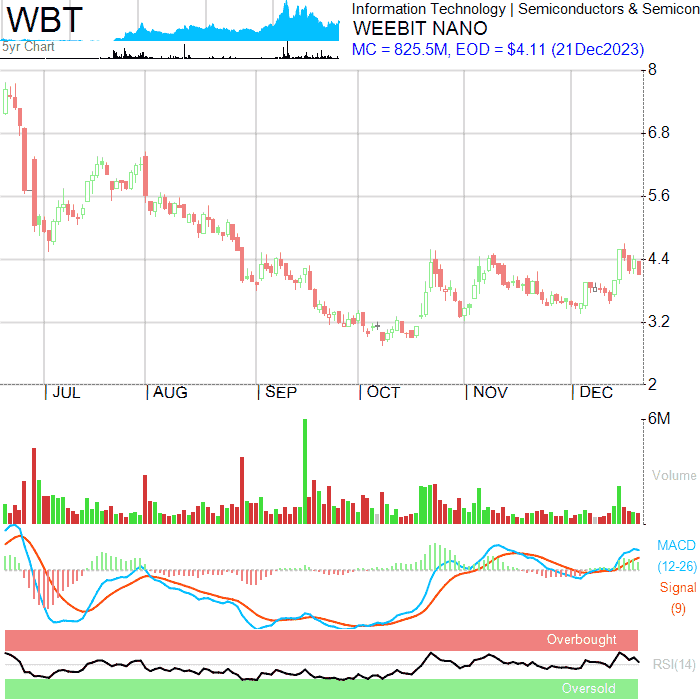 WBT
5yr Chart
Information Technology | Semiconductors & Semicon
WEEBIT NANO
MC = 825.5M, EOD = $4.11 (21Dec2023)
8
6.8
5.6
4.4
3.2
2
| JUL | AUG | SEP | OCT | NOV | DEC
6M
Volume
MACD
(12-26)
Signal
(9)
Overbought
RSI(14)
Oversold